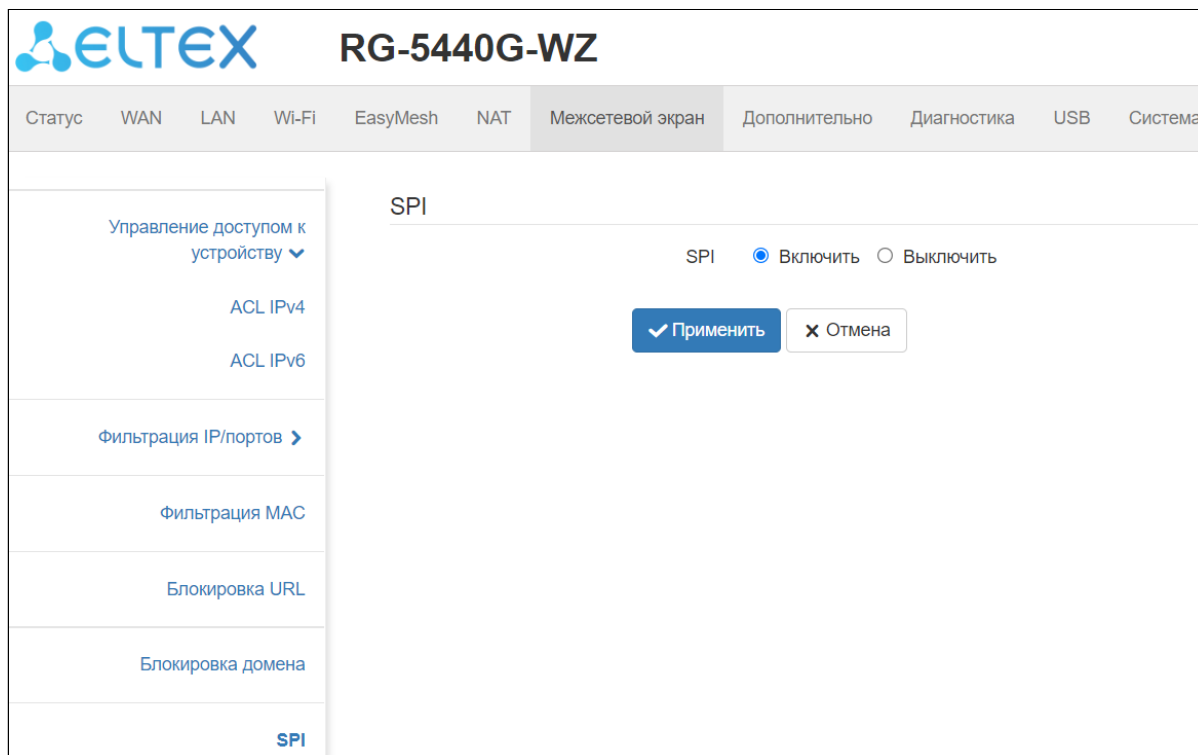 ELTEX RG-5440G-WZ
Статус WAN LAN Wi-Fi EasyMesh NAT Межсетевой экран Дополнительно Диагностика USB Система
Управление доступом к
устройству
ACL IPv4
ACL IPv6
Фильтрация IP/портов
Фильтрация MAC
Блокировка URL
Блокировка домена
SPI
SPI
SPI Включить Выключить
Применить Отмена